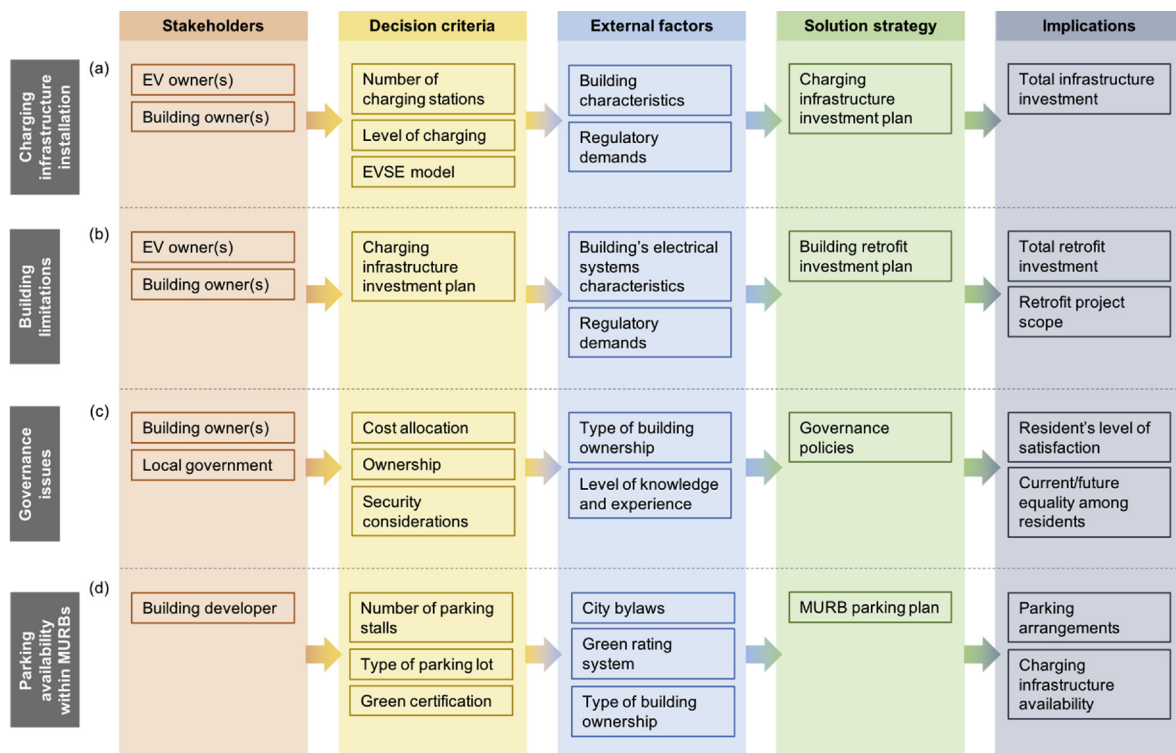 Stakeholders
Decision criteria
External factors
Solution strategy
Implications
Charging
infrastructure
installation
(a)
EV owner(s)
Building owner(s)
Number of
charging stations
Level of charging
EVSE model
Building
characteristics
Regulatory
demands
Charging
infrastructure
investment plan
Total infrastructure
investment
Building
limitations
(b)
EV owner(s)
Building owner(s)
Charging
infrastructure
investment plan
Building’s electrical
systems
characteristics
Regulatory
demands
Building retrofit
investment plan
Total retrofit
investment
Retrofit project
scope
Governance
issues
(c)
Building owner(s)
Local government
Cost allocation
Ownership
Security
considerations
Type of building
ownership
Level of knowledge
and experience
Governance
policies
Resident’s level of
satisfaction
Current/future
equality among
residents
Parking
availability
within MURBs
(d)
Building developer
Number of parking
stalls
Type of parking lot
Green certification
City bylaws
Green rating
system
Type of building
ownership
MURB parking plan
Parking
arrangements
Charging
infrastructure
availability